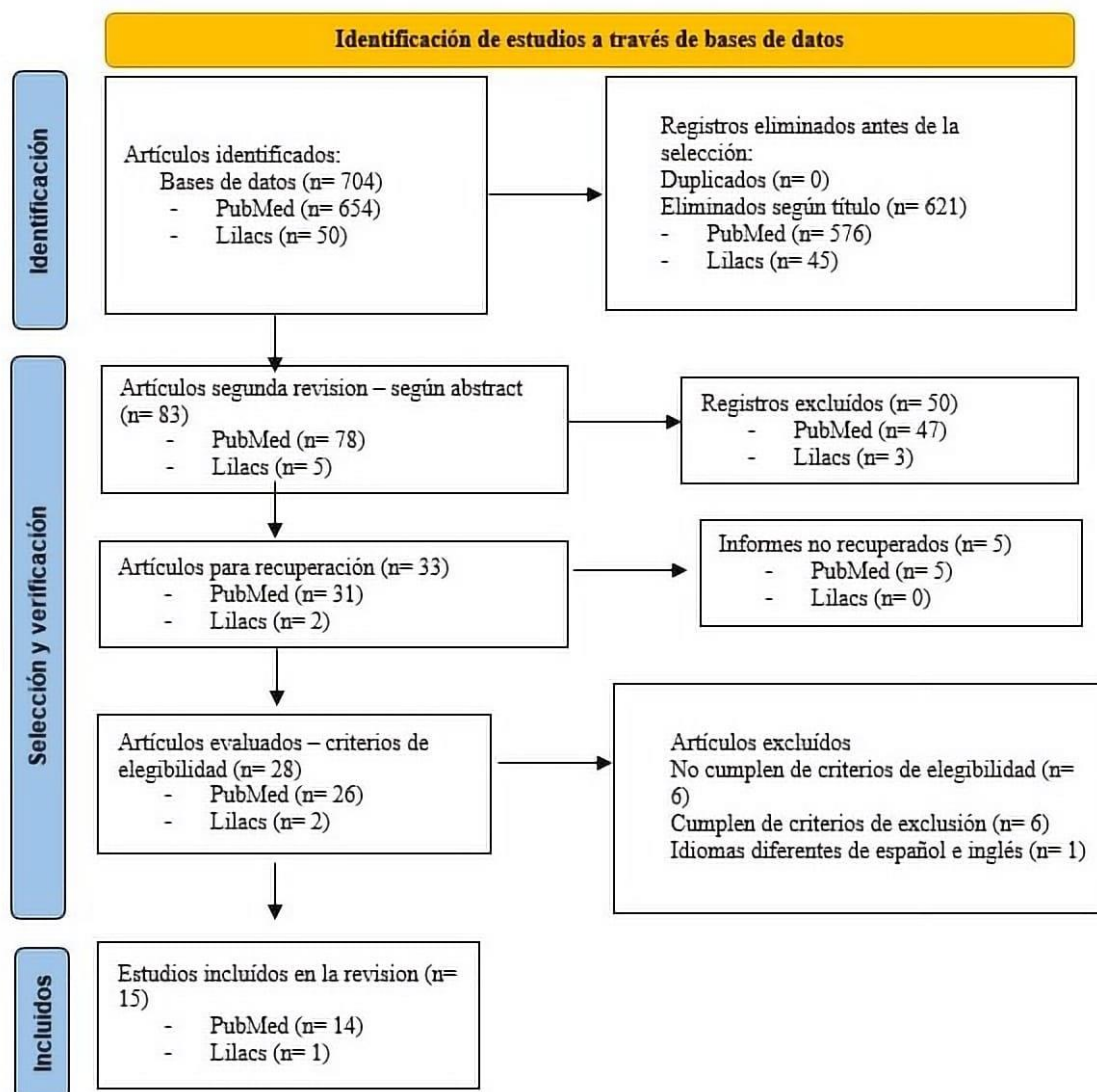 Identificación de estudios a través de bases de datos
Identificación
Artículos identificados:
Bases de datos (n= 704)
- PubMed (n= 654)
- Lilacs (n= 50)
Registros eliminados antes de la
selección:
Duplicados (n= 0)
Eliminados según título (n= 621)
- PubMed (n= 576)
- Lilacs (n= 45)
Selección y verificación
Artículos segunda revision – según abstract
(n= 83)
- PubMed (n= 78)
- Lilacs (n= 5)
Registros excluídos (n= 50)
- PubMed (n= 47)
- Lilacs (n= 3)
Artículos para recuperación (n= 33)
- PubMed (n= 31)
- Lilacs (n= 2)
Informes no recuperados (n= 5)
- PubMed (n= 5)
- Lilacs (n= 0)
Artículos evaluados – criterios de
elegibilidad (n= 28)
- PubMed (n= 26)
- Lilacs (n= 2)
Artículos excluídos
No cumplen de criterios de elegibilidad (n=
6)
Cumplen de criterios de exclusión (n= 6)
Idiomas diferentes de español e inglés (n= 1)
Incluidos
Estudios incluídos en la revision (n=
15)
- PubMed (n= 14)
- Lilacs (n= 1)